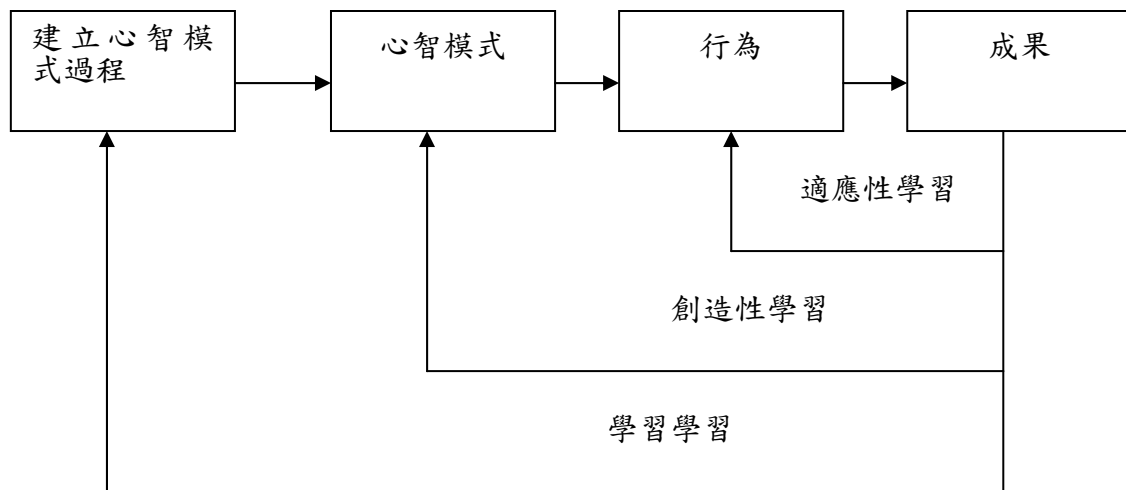 建立心智模
式過程
心智模式
行為
成果
適應性學習
創造性學習
學習學習